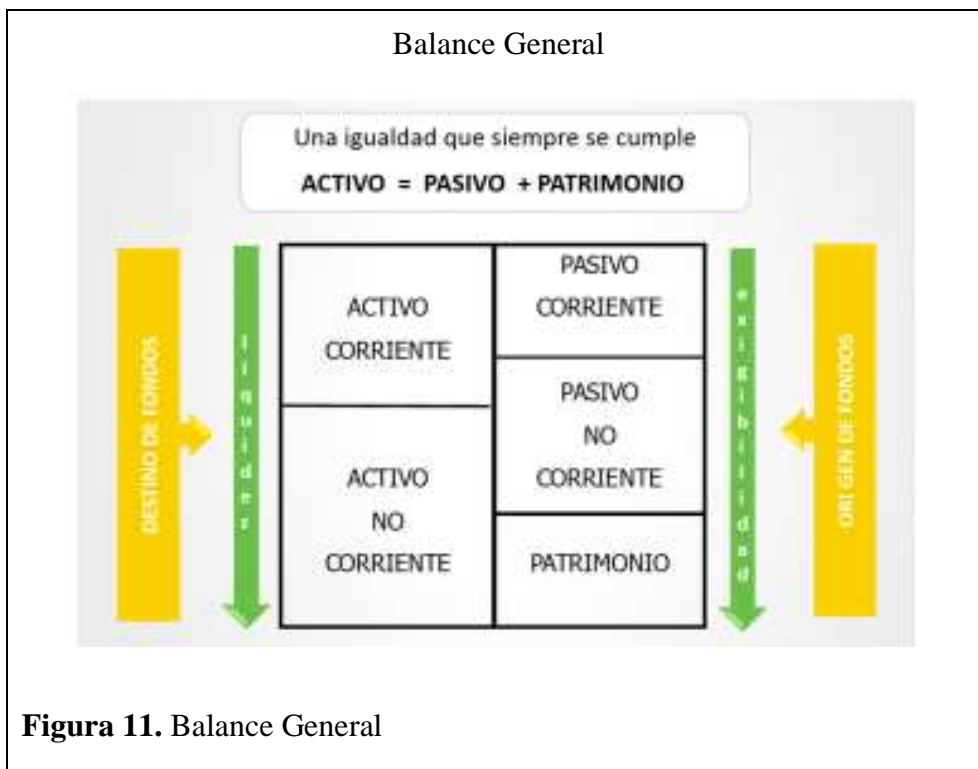 Balance General
Una igualdad que siempre se cumple
ACTIVO = PASIVO + PATRIMONIO
DESTINO DE FONDOS
liquidez
ACTIVO
CORRIENTE
ACTIVO
NO
CORRIENTE
PASIVO
CORRIENTE
PASIVO
NO
CORRIENTE
PATRIMONIO
exigibilidad
ORIGEN DE FONDOS
Figura 11. Balance General